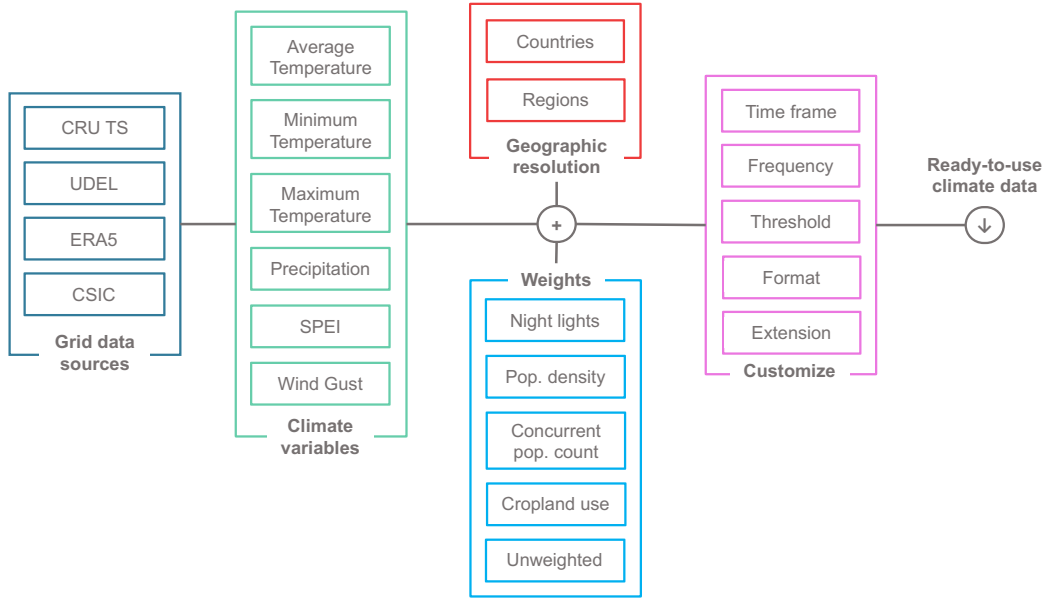 CRU TS
UDEL
ERA5
CSIC
Grid data
sources
Average
Temperature
Minimum
Temperature
Maximum
Temperature
Precipitation
SPEI
Wind Gust
Climate
variables
Countries
Regions
Geographic
resolution
+
Weights
Night lights
Pop. density
Concurrent
pop. count
Cropland use
Unweighted
Time frame
Frequency
Threshold
Format
Extension
Customize
Ready-to-use
climate data